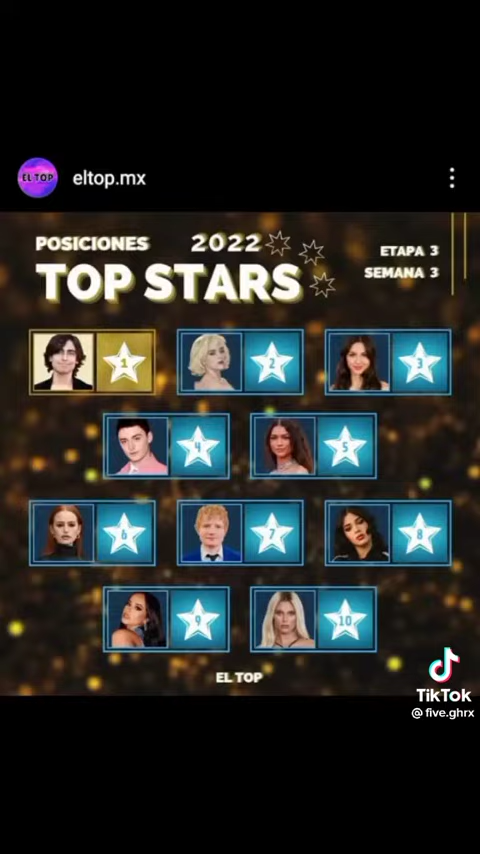 EL TOP
eltop.mx
POSICIONES 2022
TOP STARS
ETAPA 3
SEMANA 3
1
2
3
4
5
6
7
8
9
10
EL TOP
TikTok
@ five.ghrx